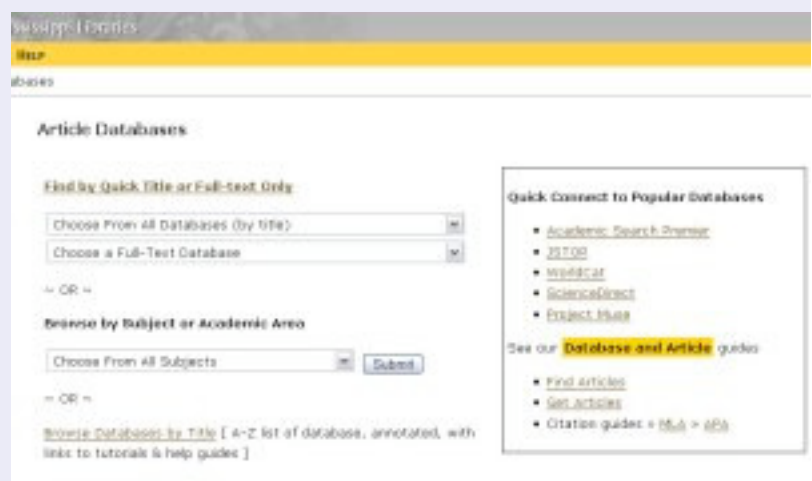 ssissippi Libraries
HELP
abases
Article Databases
Find by Quick Title or Full-text Only
Choose From All Databases (by title)
Choose a Full-Text Database
~ OR ~
Browse by Subject or Academic Area
Choose From All Subjects
Submit
~ OR ~
Browse Databases by Title [ A-Z list of database, annotated, with
links to tutorials & help guides ]
Quick Connect to Popular Databases
• Academic Search Premier
• JSTOR
• WorldCat
• ScienceDirect
• Project Muse
See our Database and Article guides
• Find Articles
• Get Articles
• Citation guides » MLA > APA